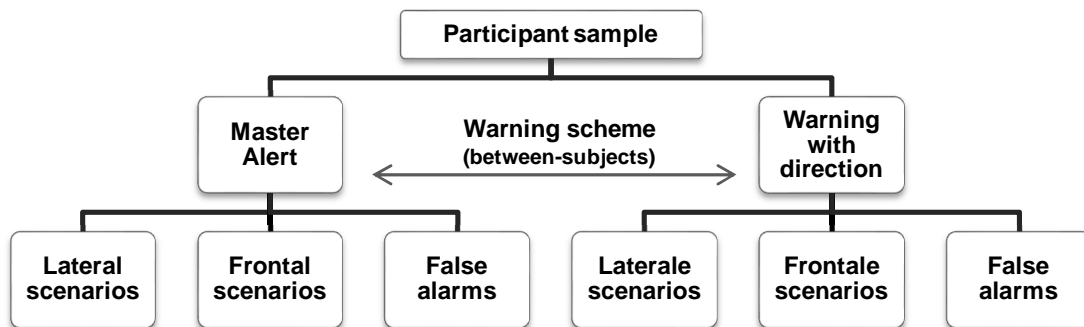 Participant sample
Master
Alert
Warning scheme
(between-subjects)
Warning
with
direction
Lateral
scenarios
Frontal
scenarios
False
alarms
Laterale
scenarios
Frontale
scenarios
False
alarms